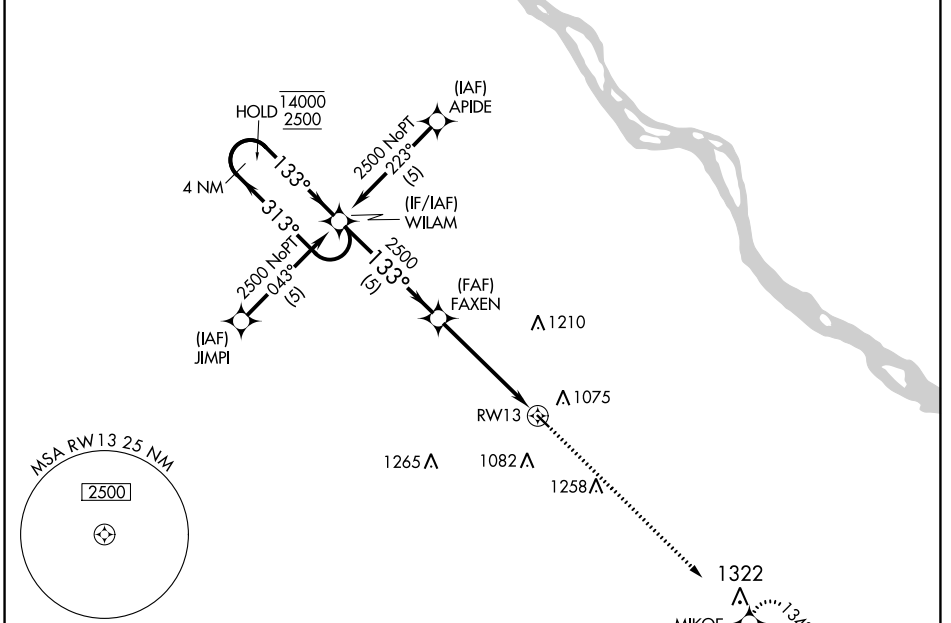 (IAF)
APIDE
HOLD
14000
2500
2500 NoPT
223°
(5)
133°
4 NM
313°
(IF/IAF)
WILAM
2500 NoPT
043°
(5)
(IAF)
JIMPI
2500
133°
(5)
(FAF)
FAXEN
1210
1075
RW13
1265
1082
1258
MSA RW13 25 NM
2500
1322